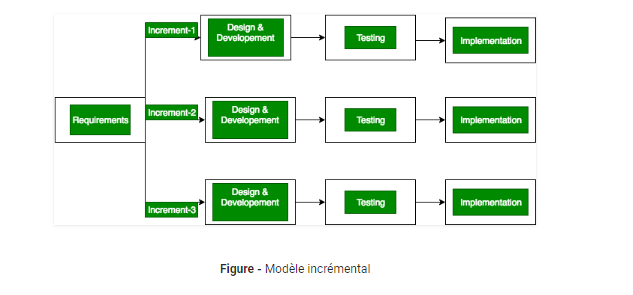 Increment-1
Design &
Developement
Testing
Implementation
Requirements
Increment-2
Design &
Developement
Testing
Implementation
Increment-3
Design &
Developement
Testing
Implementation
Figure - Modèle incrémental